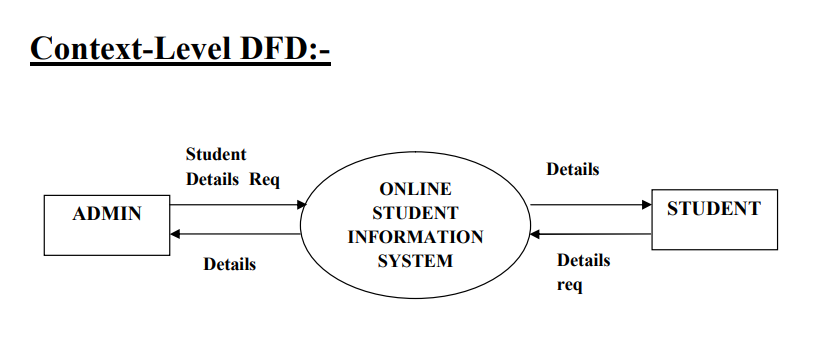 Context-Level DFD:-
Student
Details Req
Details
ADMIN
ONLINE
STUDENT
INFORMATION
SYSTEM
STUDENT
Details
Details
req